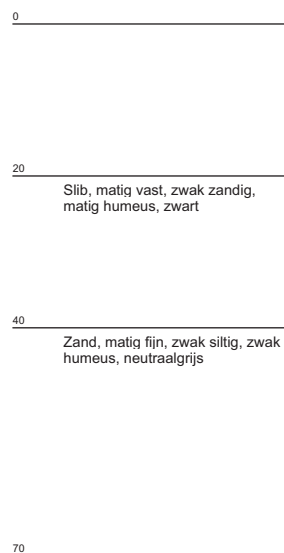 0
20
Slib, matig vast, zwak zandig,
matig humeus, zwart
40
Zand, matig fijn, zwak siltig, zwak
humeus, neutraalgrijs
70